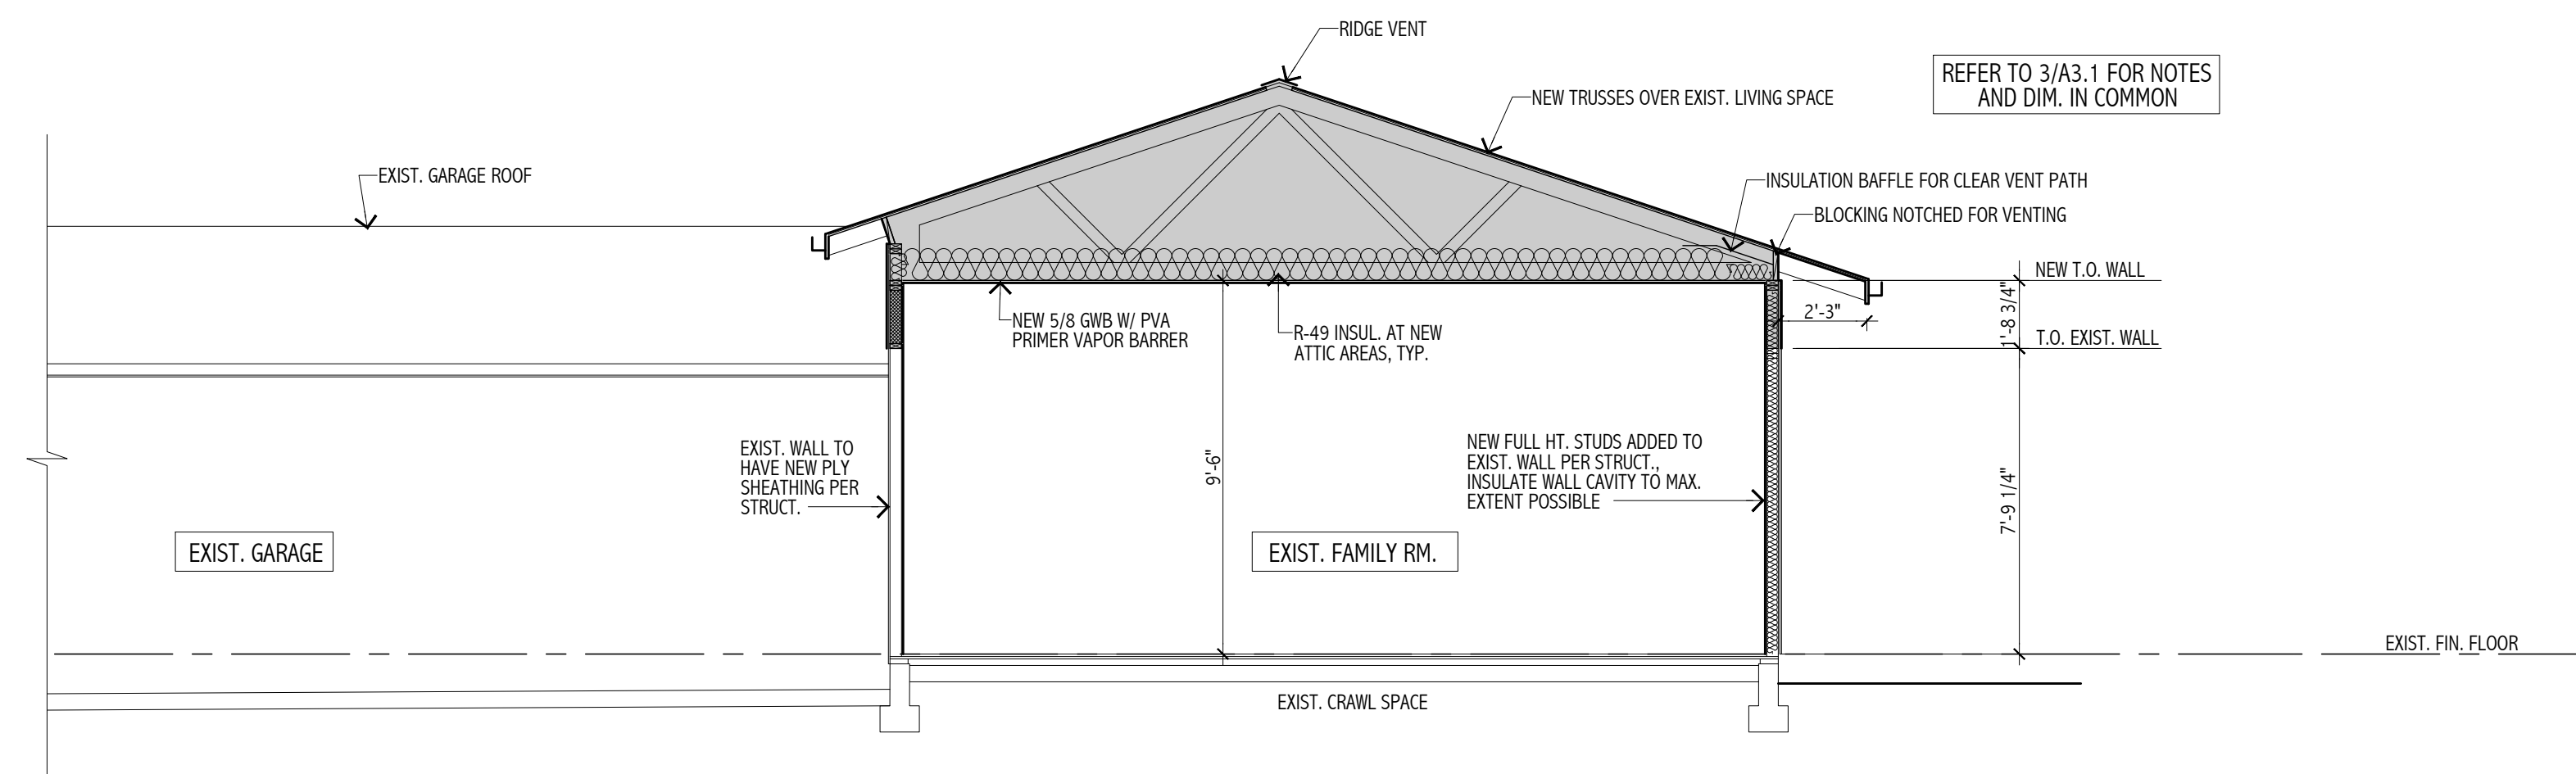 RIDGE VENT
REFER TO 3/A3.1 FOR NOTES
AND DIM. IN COMMON
NEW TRUSSES OVER EXIST. LIVING SPACE
EXIST. GARAGE ROOF
INSULATION BAFFLE FOR CLEAR VENT PATH
BLOCKING NOTCHED FOR VENTING
NEW T.O. WALL
1'-8 3/4"
2'-3"
NEW 5/8 GWB W/ PVA
PRIMER VAPOR BARRER
R-49 INSUL. AT NEW
ATTIC AREAS, TYP.
T.O. EXIST. WALL
EXIST. WALL TO
HAVE NEW PLY
SHEATHING PER
STRUCT.
9'-6"
NEW FULL HT. STUDS ADDED TO
EXIST. WALL PER STRUCT.,
INSULATE WALL CAVITY TO MAX.
EXTENT POSSIBLE
7'-9 1/4"
EXIST. GARAGE
EXIST. FAMILY RM.
EXIST. FIN. FLOOR
EXIST. CRAWL SPACE